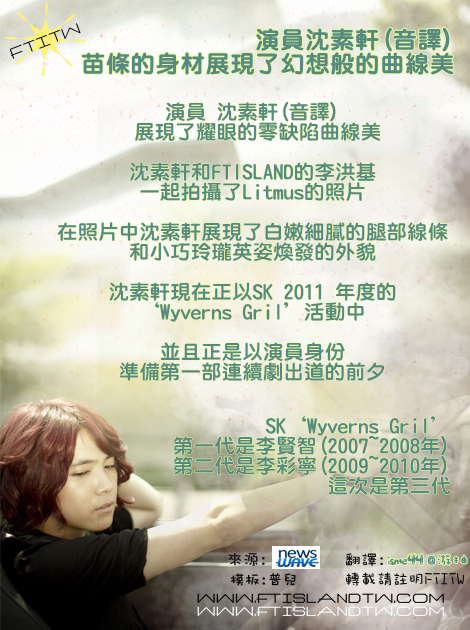 FTITW
演員沈素軒(音譯)
苗條的身材展現了幻想般的曲線美
演員 沈素軒(音譯)
展現了耀眼的零缺陷曲線美
沈素軒和FTISLAND的李洪基
一起拍攝了Litmus的照片
在照片中沈素軒展現了白嫩細膩的腿部線條
和小巧玲瓏英姿煥發的外貌
沈素軒現在正以SK 2011 年度的
‘Wyverns Gril’活動中
並且正是以演員身份
準備第一部連續劇出道的前夕
SK‘Wyverns Gril’
第一代是李賢智(2007~2008年)
第二代是李彩寧(2009~2010年)
這次是第三代
來源: news WAVE 翻譯:isme441@游泊
模板:普兒 轉載請註明FTITW
WWW.FTISLANDTW.COM
WWW.FTISLANDTW.COM